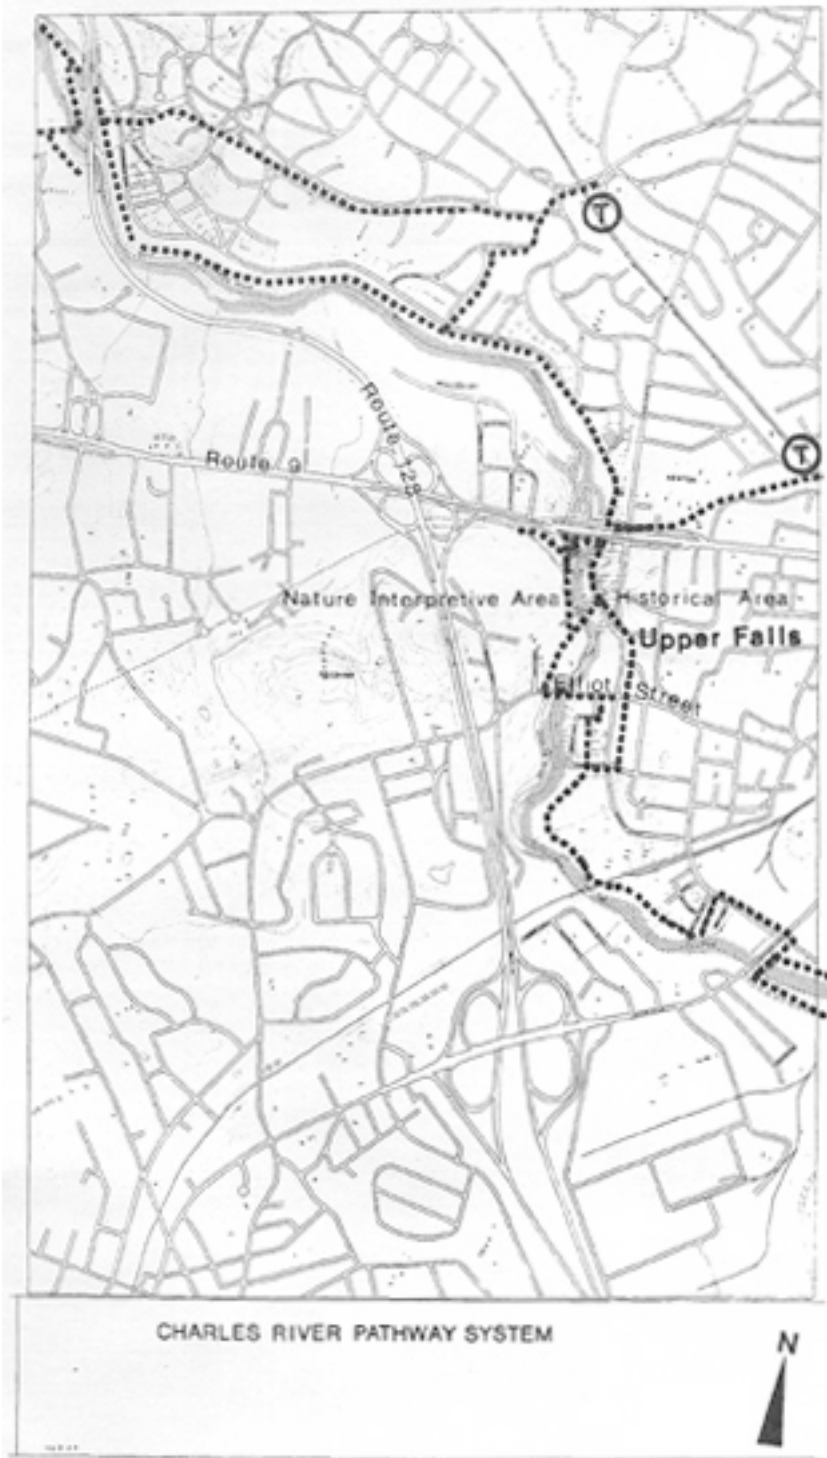 T
Route 128
T
Route 9
Nature Interpretive Area
Historical Area
Upper Falls
Elliot Street
CHARLES RIVER PATHWAY SYSTEM
N